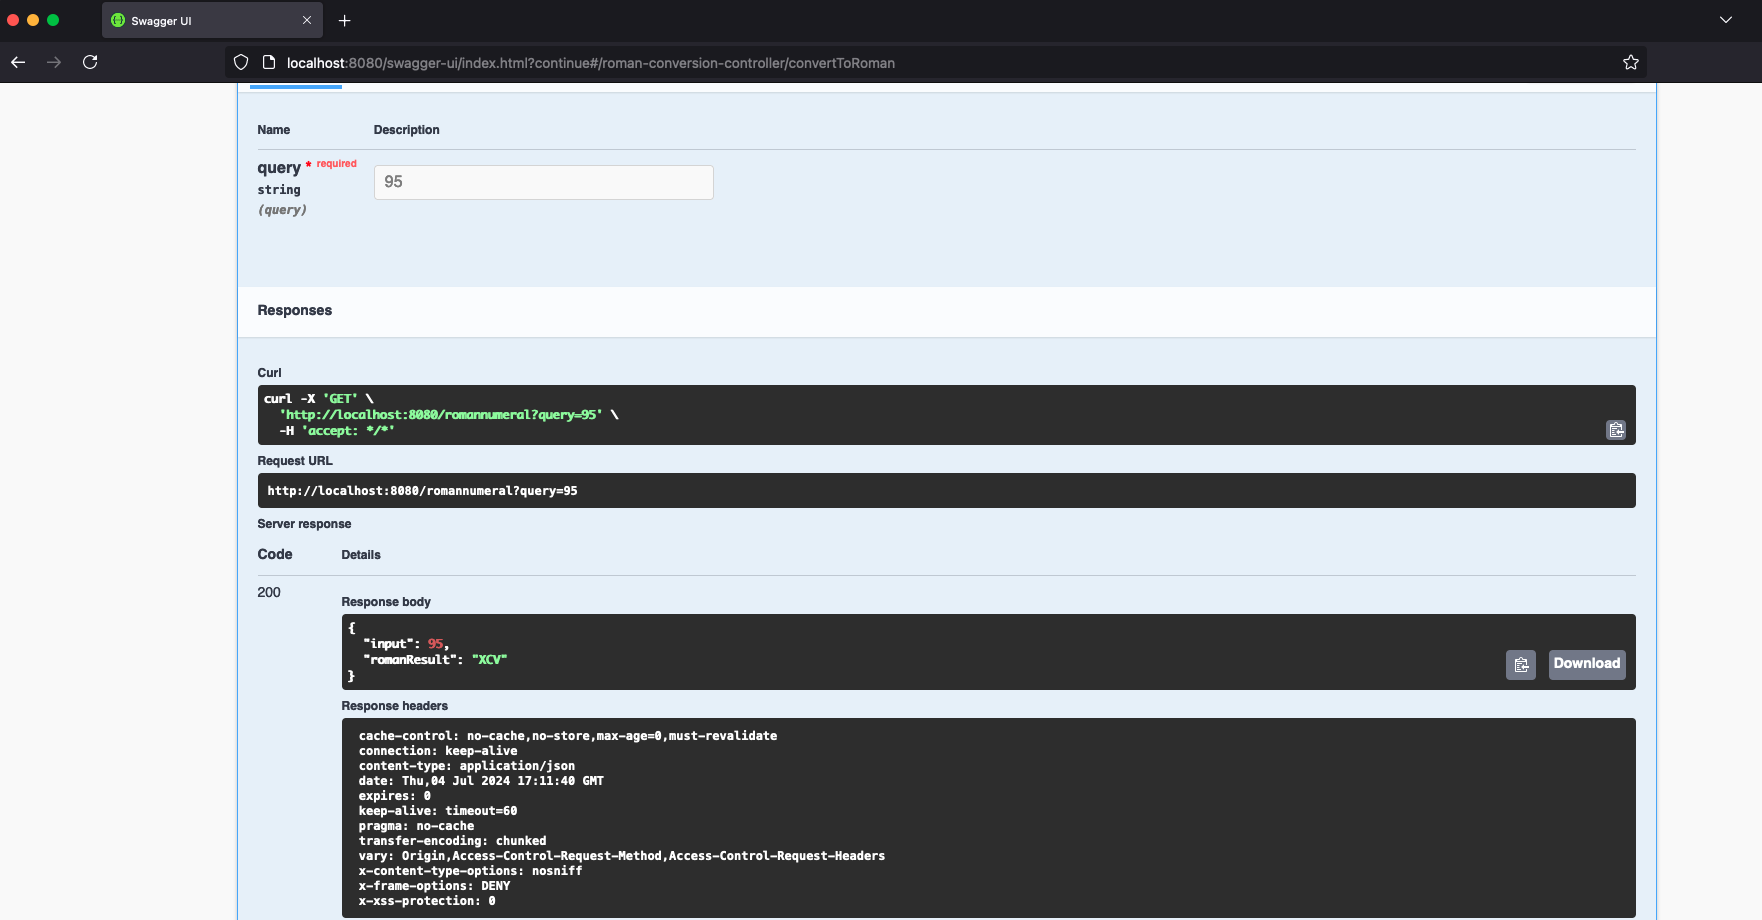 Swagger UI
localhost:8080/swagger-ui/index.html?continue#/roman-conversion-controller/convertToRoman
Name Description
query * required
string
(query)
95
Responses
Curl
curl -X 'GET' \
'http://localhost:8080/romannumeral?query=95' \
-H 'accept: */*'
Request URL
http://localhost:8080/romannumeral?query=95
Server response
Code Details
200
Response body
{
"input": 95,
"romanResult": "XCV"
}
Download
Response headers
cache-control: no-cache,no-store,max-age=0,must-revalidate
connection: keep-alive
content-type: application/json
date: Thu,04 Jul 2024 17:11:40 GMT
expires: 0
keep-alive: timeout=60
pragma: no-cache
transfer-encoding: chunked
vary: Origin,Access-Control-Request-Method,Access-Control-Request-Headers
x-content-type-options: nosniff
x-frame-options: DENY
x-xss-protection: 0